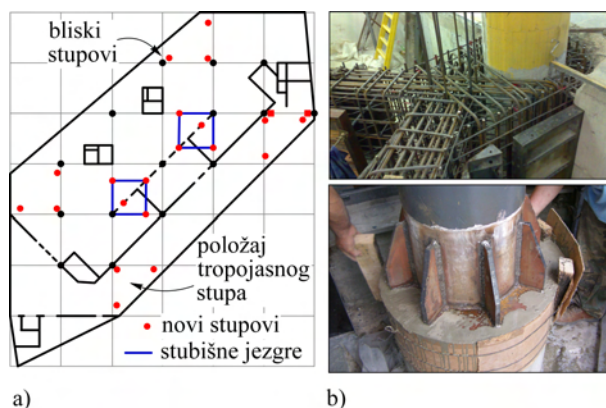 bliski
stupovi
položaj
tropojasnog
stupa
novi stupovi
stubišne jezgre
a)
b)